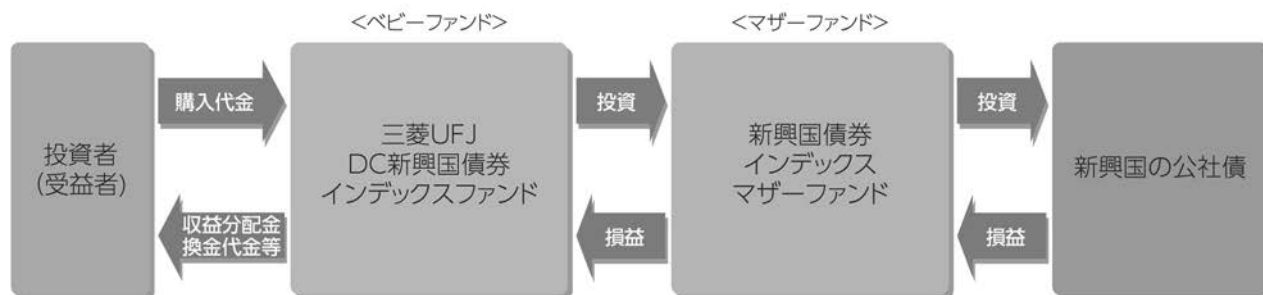 <ベビーファンド>
<マザーファンド>
投資者
(受益者)
購入代金
収益分配金
換金代金等
三菱UFJ
DC新興国債券
インデックスファンド
投資
損益
新興国債券
インデックス
マザーファンド
投資
損益
新興国の公社債